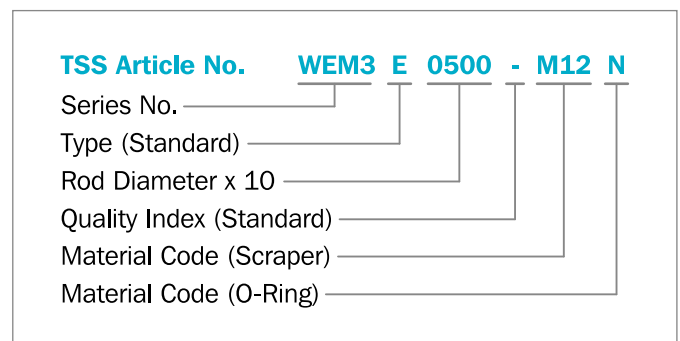 TSS Article No. WEM3 E 0500 - M12 N
Series No.
Type (Standard)
Rod Diameter x 10
Quality Index (Standard)
Material Code (Scraper)
Material Code (O-Ring)